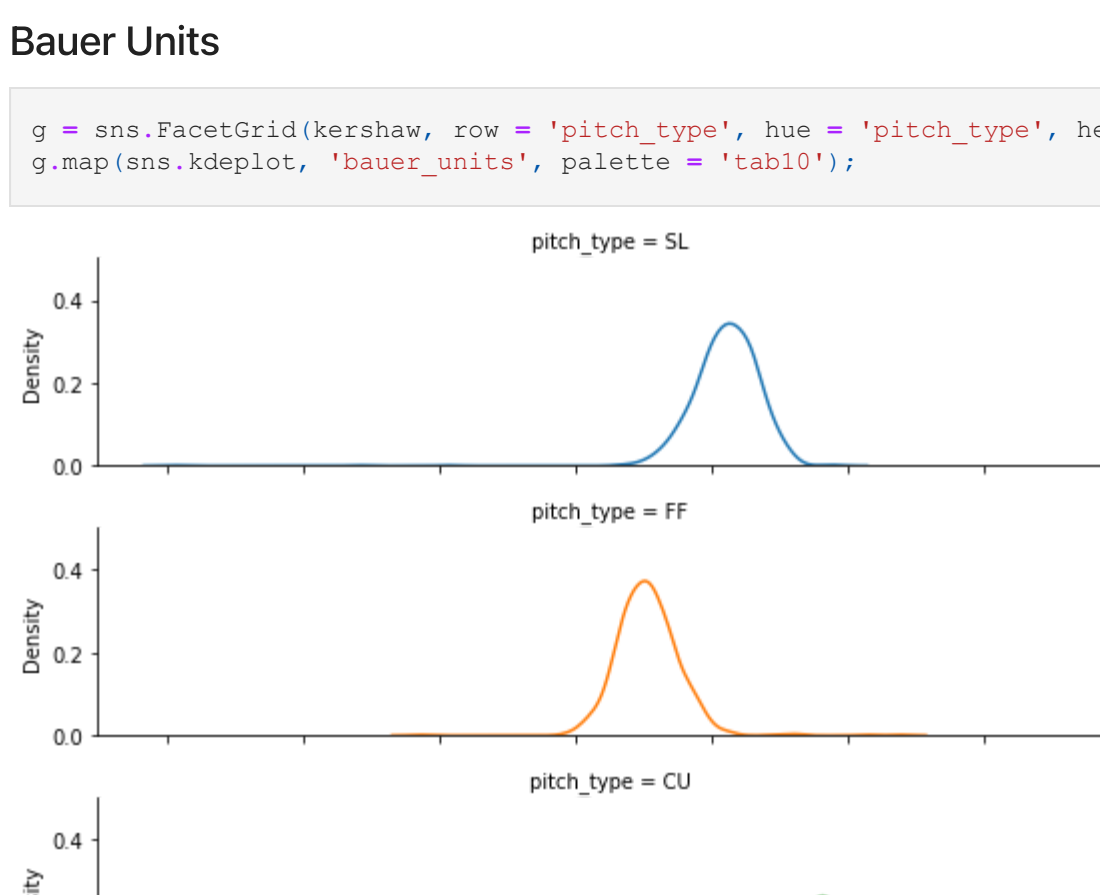 Bauer Units
g = sns.FacetGrid(kershaw, row = 'pitch_type', hue = 'pitch_type', he
g.map(sns.kdeplot, 'bauer_units', palette = 'tab10');
pitch_type = SL
Density
0.4
0.2
0.0
pitch_type = FF
Density
0.4
0.2
0.0
pitch_type = CU
0.4
ity